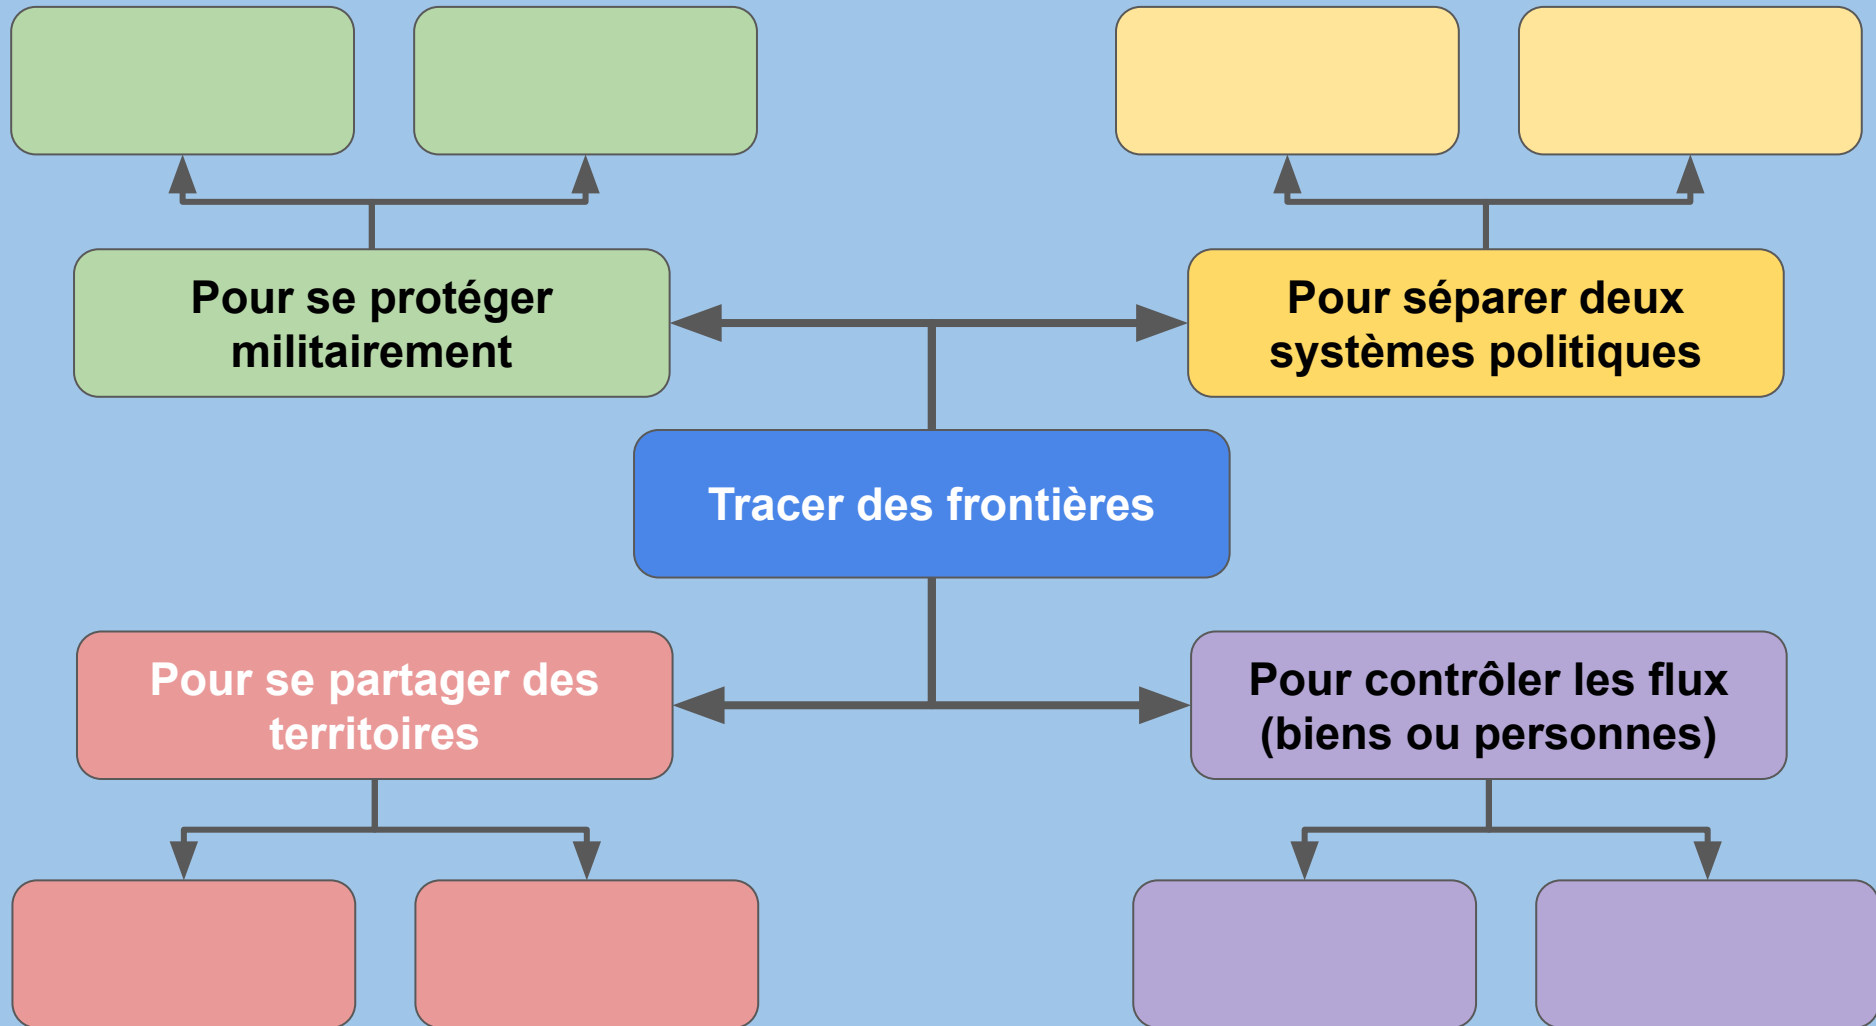 Pour se protéger
militairement
Pour séparer deux
systèmes politiques
Tracer des frontières
Pour se partager des
territoires
Pour contrôler les flux
(biens ou personnes)